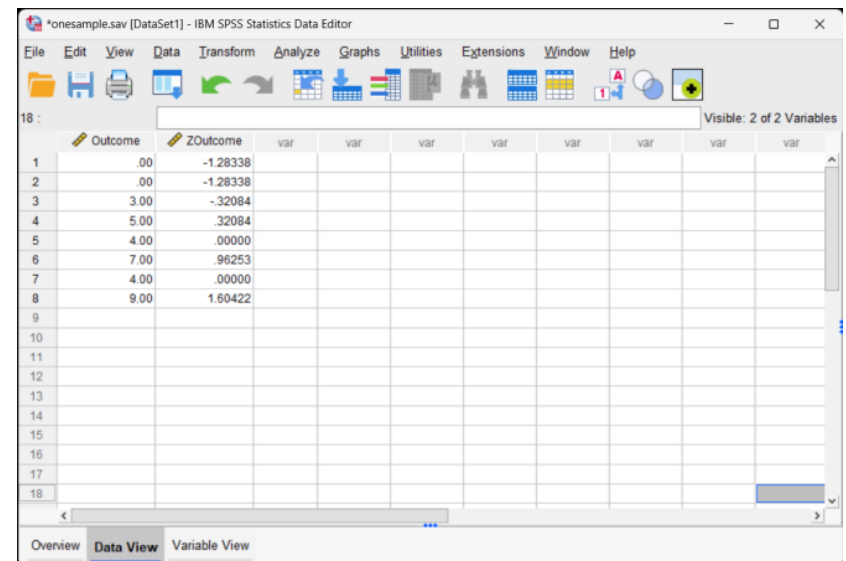 *onesample.sav [DataSet1] - IBM SPSS Statistics Data Editor
File Edit View Data Transform Analyze Graphs Utilities Extensions Window Help
A
1
18 :
Visible: 2 of 2 Variables
Outcome ZOutcome var var var var var var var var
1 .00 -1.28338
2 .00 -1.28338
3 3.00 -.32084
4 5.00 .32084
5 4.00 .00000
6 7.00 .96253
7 4.00 .00000
8 9.00 1.60422
9
10
11
12
13
14
15
16
17
18
Overview Data View Variable View